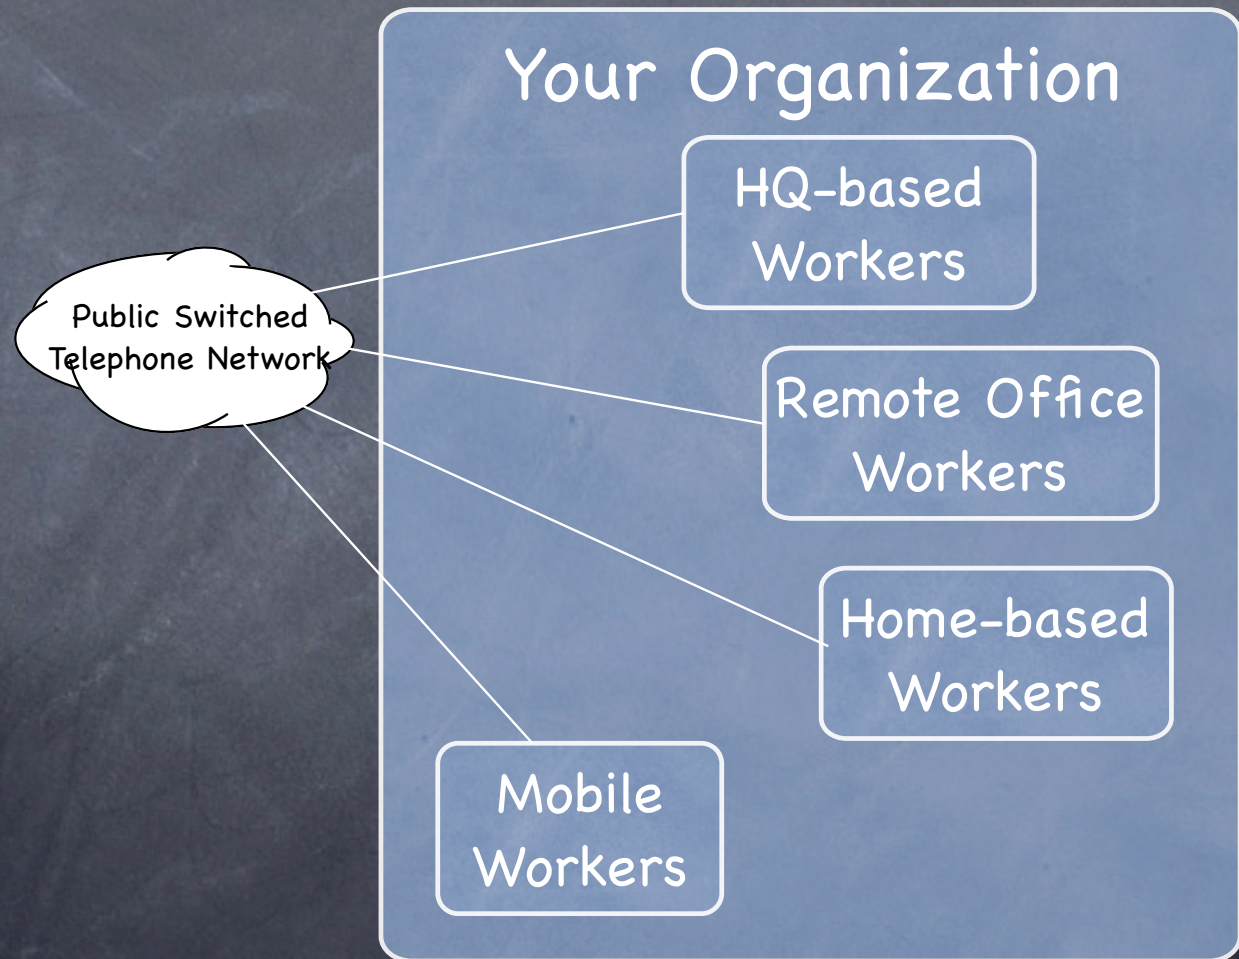 Your Organization
HQ-based
Workers
Public Switched
Telephone Network
Remote Office
Workers
Home-based
Workers
Mobile
Workers